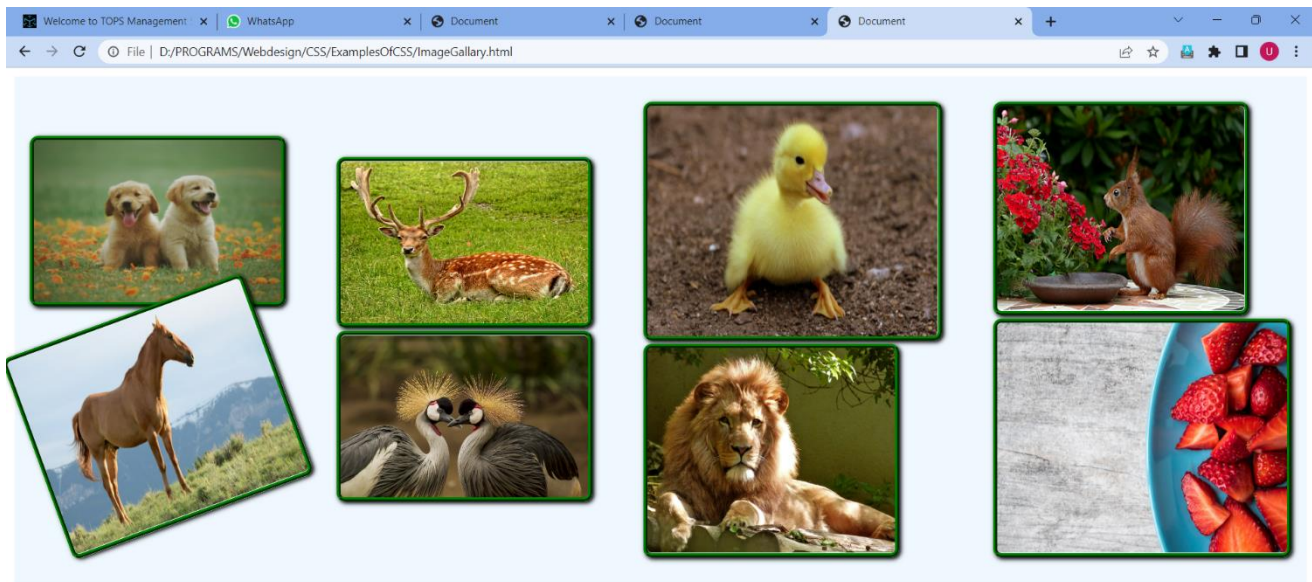 Welcome to TOPS Management
WhatsApp
Document
Document
Document
File | D:/PROGRAMS/Webdesign/CSS/ExamplesOfCSS/ImageGallary.html
U